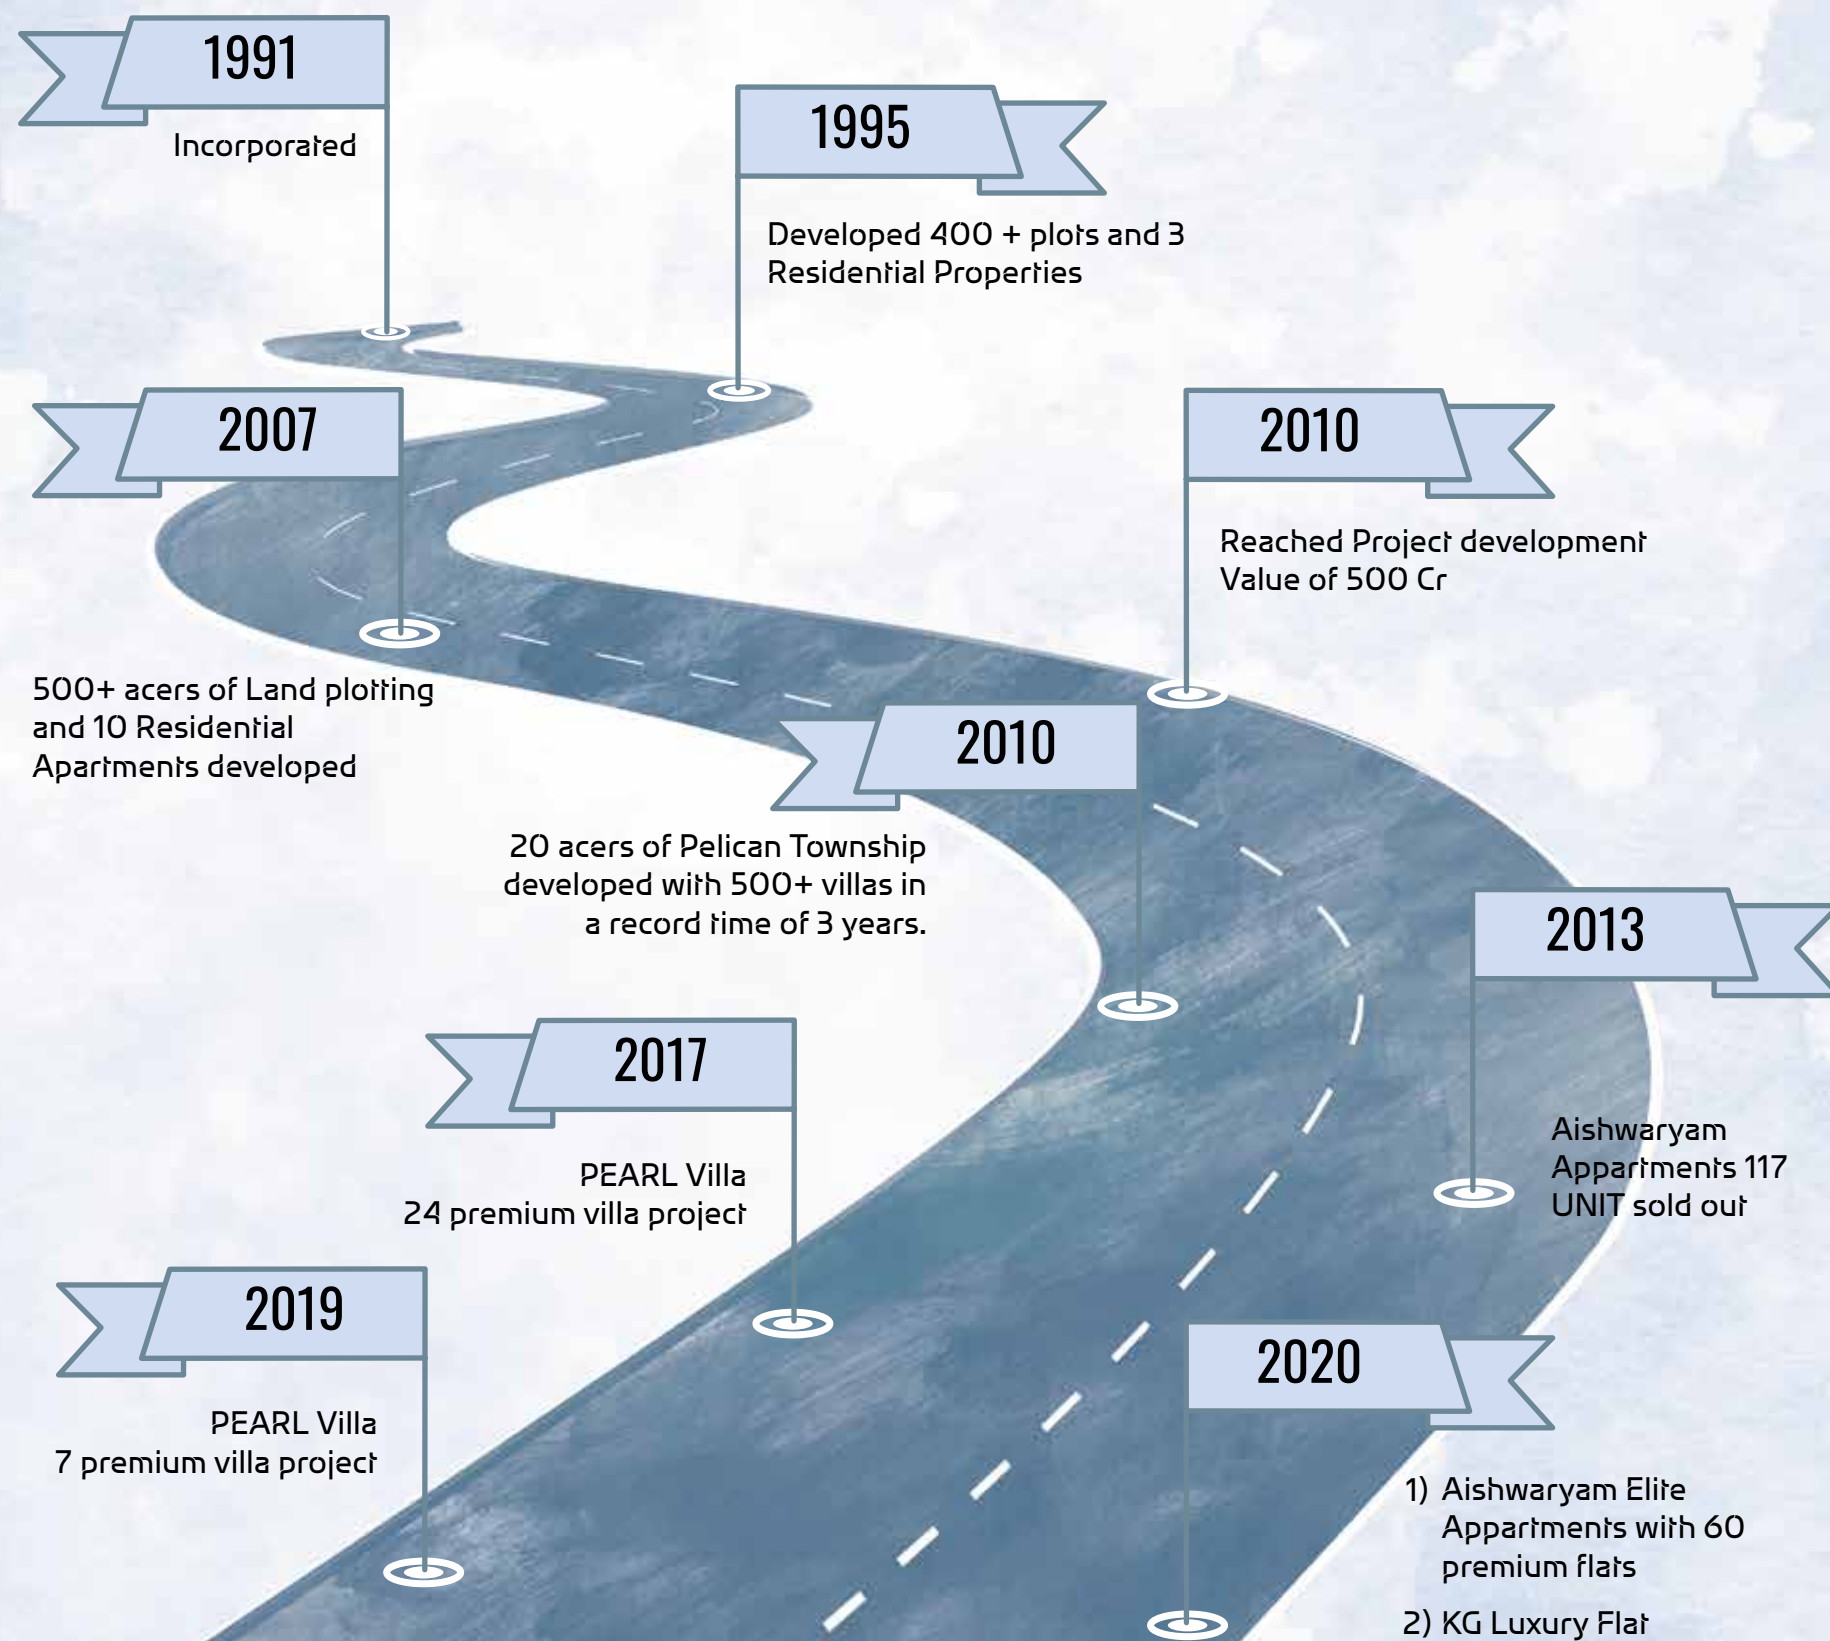 1991
Incorporated
1995
Developed 400 + plots and 3
Residential Properties
2007
500+ acers of Land plotting
and 10 Residential
Apartments developed
2010
Reached Project development
Value of 500 Cr
2010
20 acers of Pelican Township
developed with 500+ villas in
a record time of 3 years.
2013
Aishwaryam
Appartments 117
UNIT sold out
2017
PEARL Villa
24 premium villa project
2019
PEARL Villa
7 premium villa project
2020
1) Aishwaryam Elite
Appartments with 60
premium flats
2) KG Luxury Flat